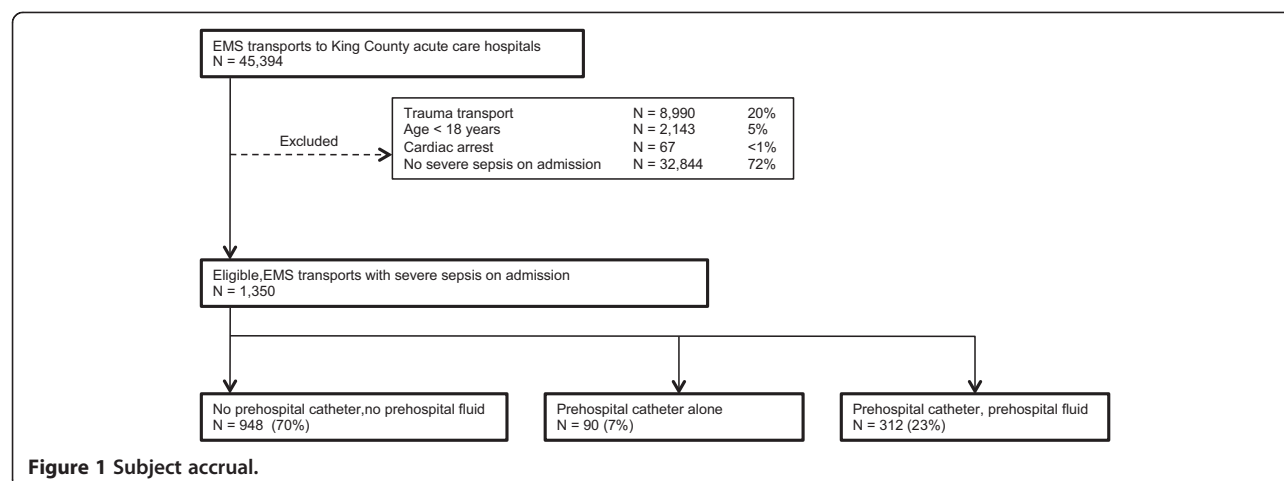 EMS transports to King County acute care hospitals
N = 45,394
Excluded
Trauma transport N = 8,990 20%
Age < 18 years N = 2,143 5%
Cardiac arrest N = 67 <1%
No severe sepsis on admission N = 32,844 72%
Eligible,EMS transports with severe sepsis on admission
N = 1,350
No prehospital catheter,no prehospital fluid
N = 948 (70%)
Prehospital catheter alone
N = 90 (7%)
Prehospital catheter, prehospital fluid
N = 312 (23%)
Figure 1 Subject accrual.